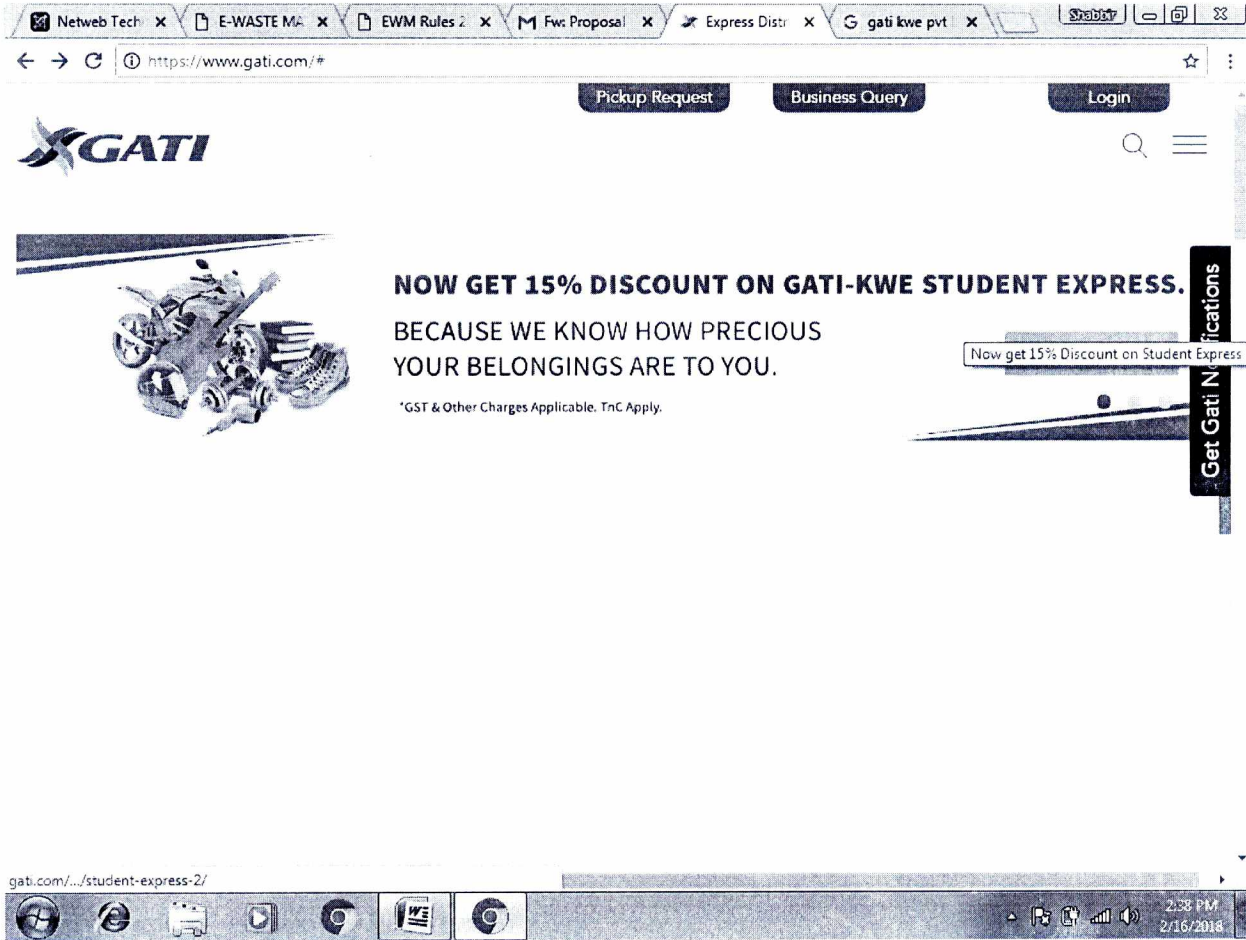 Netweb Tech
E-WASTE MA
EWM Rules 2
Fw: Proposal
Express Distr
gati kwe pvt
Shabbir
https://www.gati.com/#
Pickup Request
Business Query
Login
GATI
NOW GET 15% DISCOUNT ON GATI-KWE STUDENT EXPRESS.
BECAUSE WE KNOW HOW PRECIOUS
YOUR BELONGINGS ARE TO YOU.
*GST & Other Charges Applicable. TnC Apply.
Now get 15% Discount on Student Express
Get Gati N fications
gati.com/.../student-express-2/
2:38 PM
2/16/2018